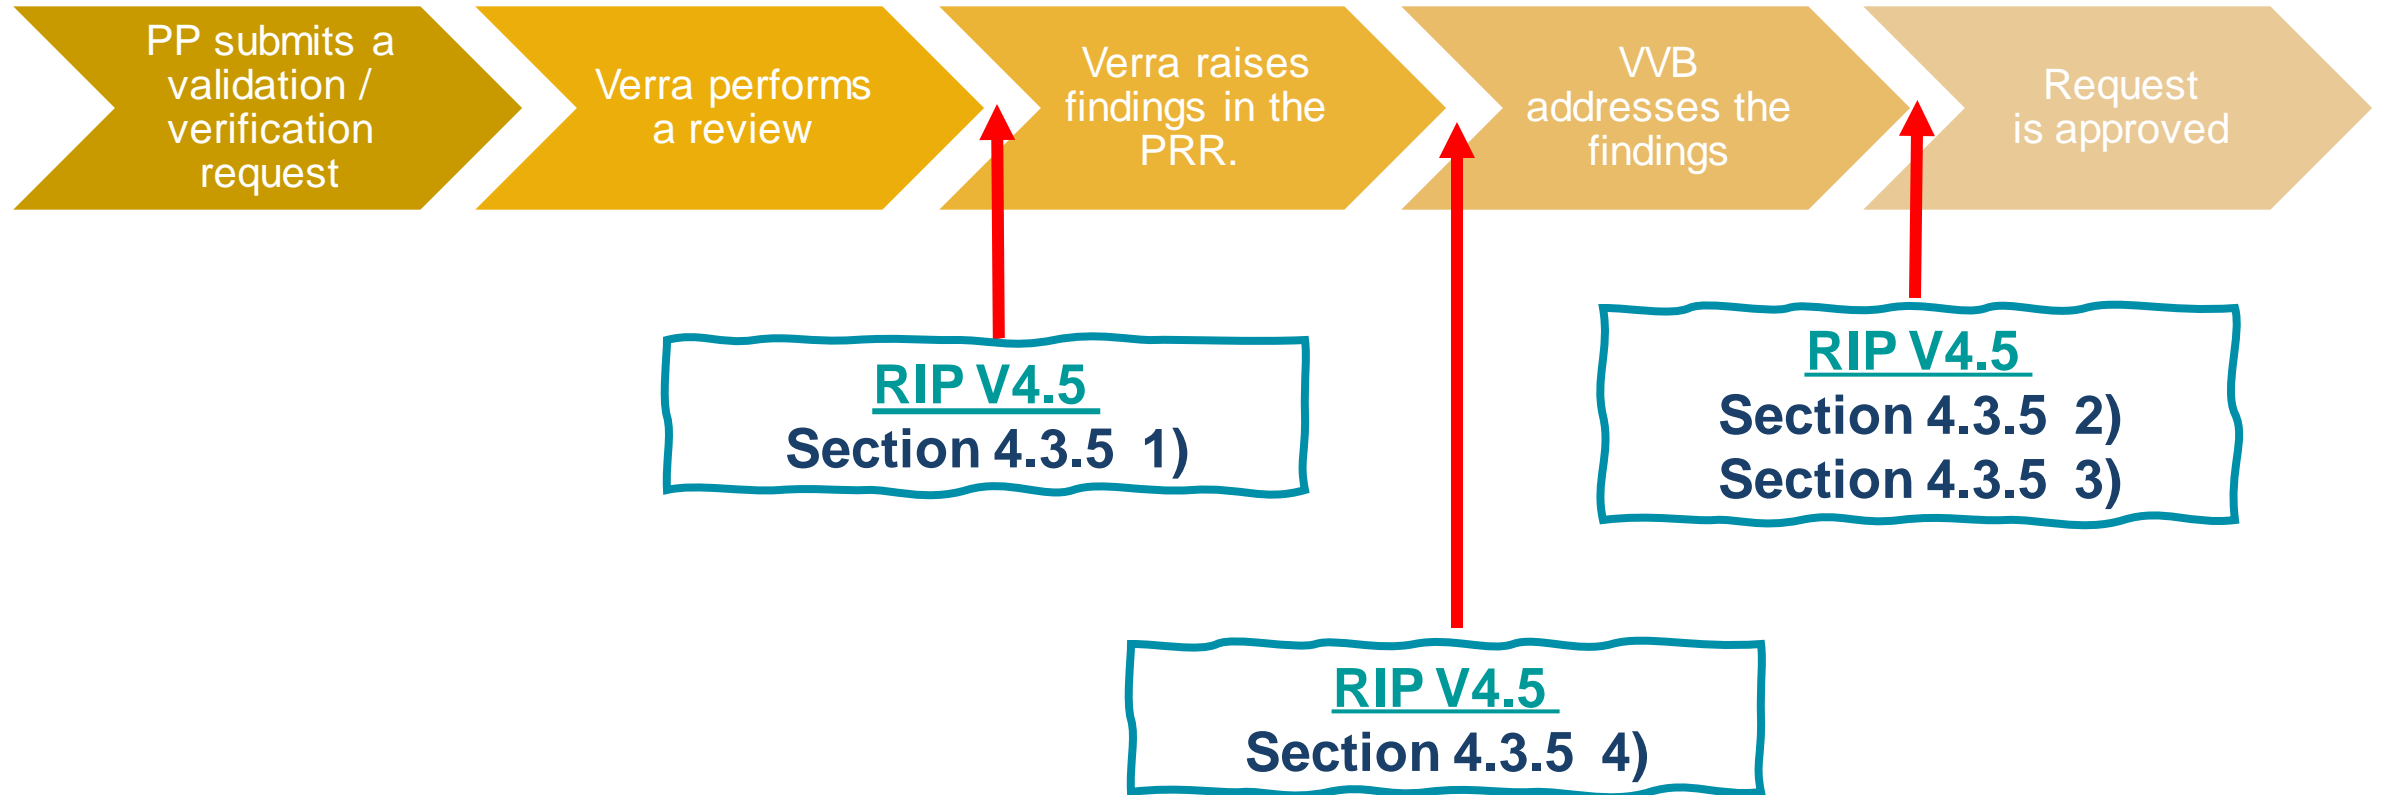 PP submits a
validation /
verification
request
Verra performs
a review
Verra raises
findings in the
PRR.
VVB
addresses the
findings
Request
is approved
RIP V4.5
Section 4.3.5  1)
RIP V4.5
Section 4.3.5  2)
Section 4.3.5  3)
RIP V4.5
Section 4.3.5  4)